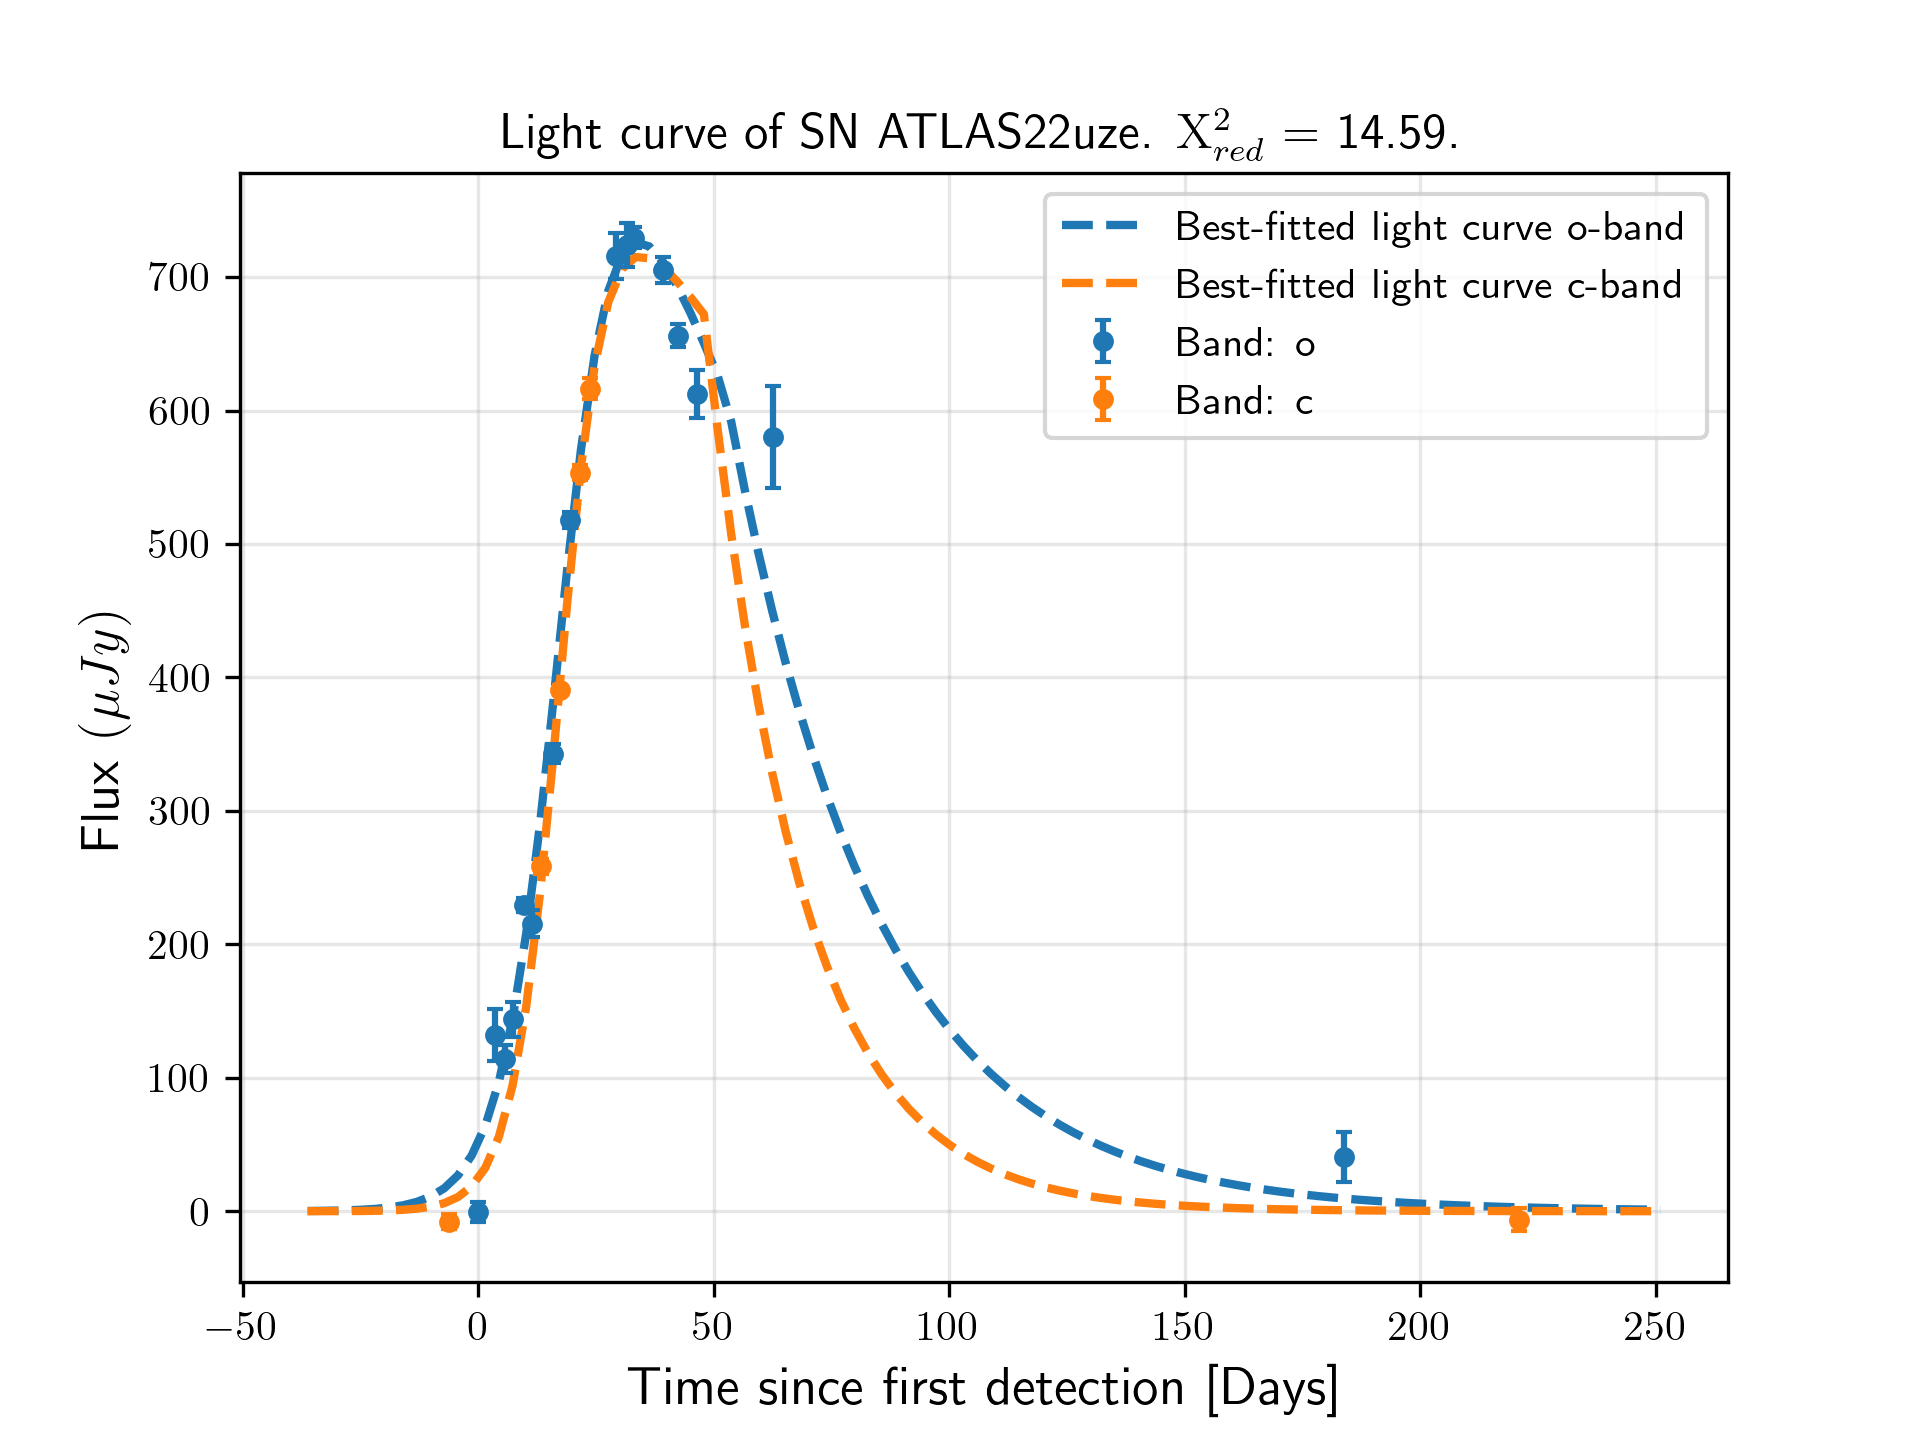 Light curve of SN ATLAS22uze. Χ²_red = 14.59.
Best-fitted light curve o-band
Best-fitted light curve c-band
Band: o
Band: c
Flux (μJy)
700
600
500
400
300
200
100
0
−50 0 50 100 150 200 250
Time since first detection [Days]